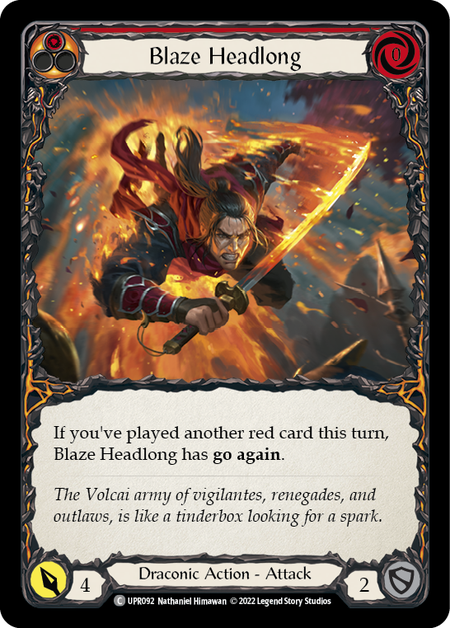 Blaze Headlong
0
If you've played another red card this turn,
Blaze Headlong has go again.
The Volcai army of vigilantes, renegades, and
outlaws, is like a tinderbox looking for a spark.
4
Draconic Action - Attack
2
C UPR092 Nathaniel Himawan © 2022 Legend Story Studios